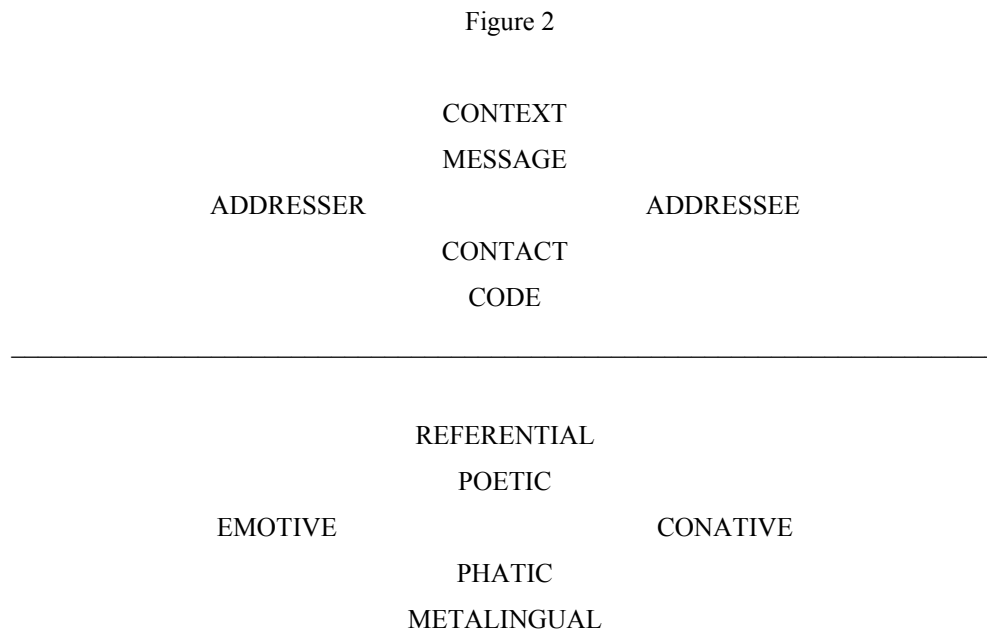 Figure 2
CONTEXT
MESSAGE
ADDRESSER ADDRESSEE
CONTACT
CODE
REFERENTIAL
POETIC
EMOTIVE CONATIVE
PHATIC
METALINGUAL